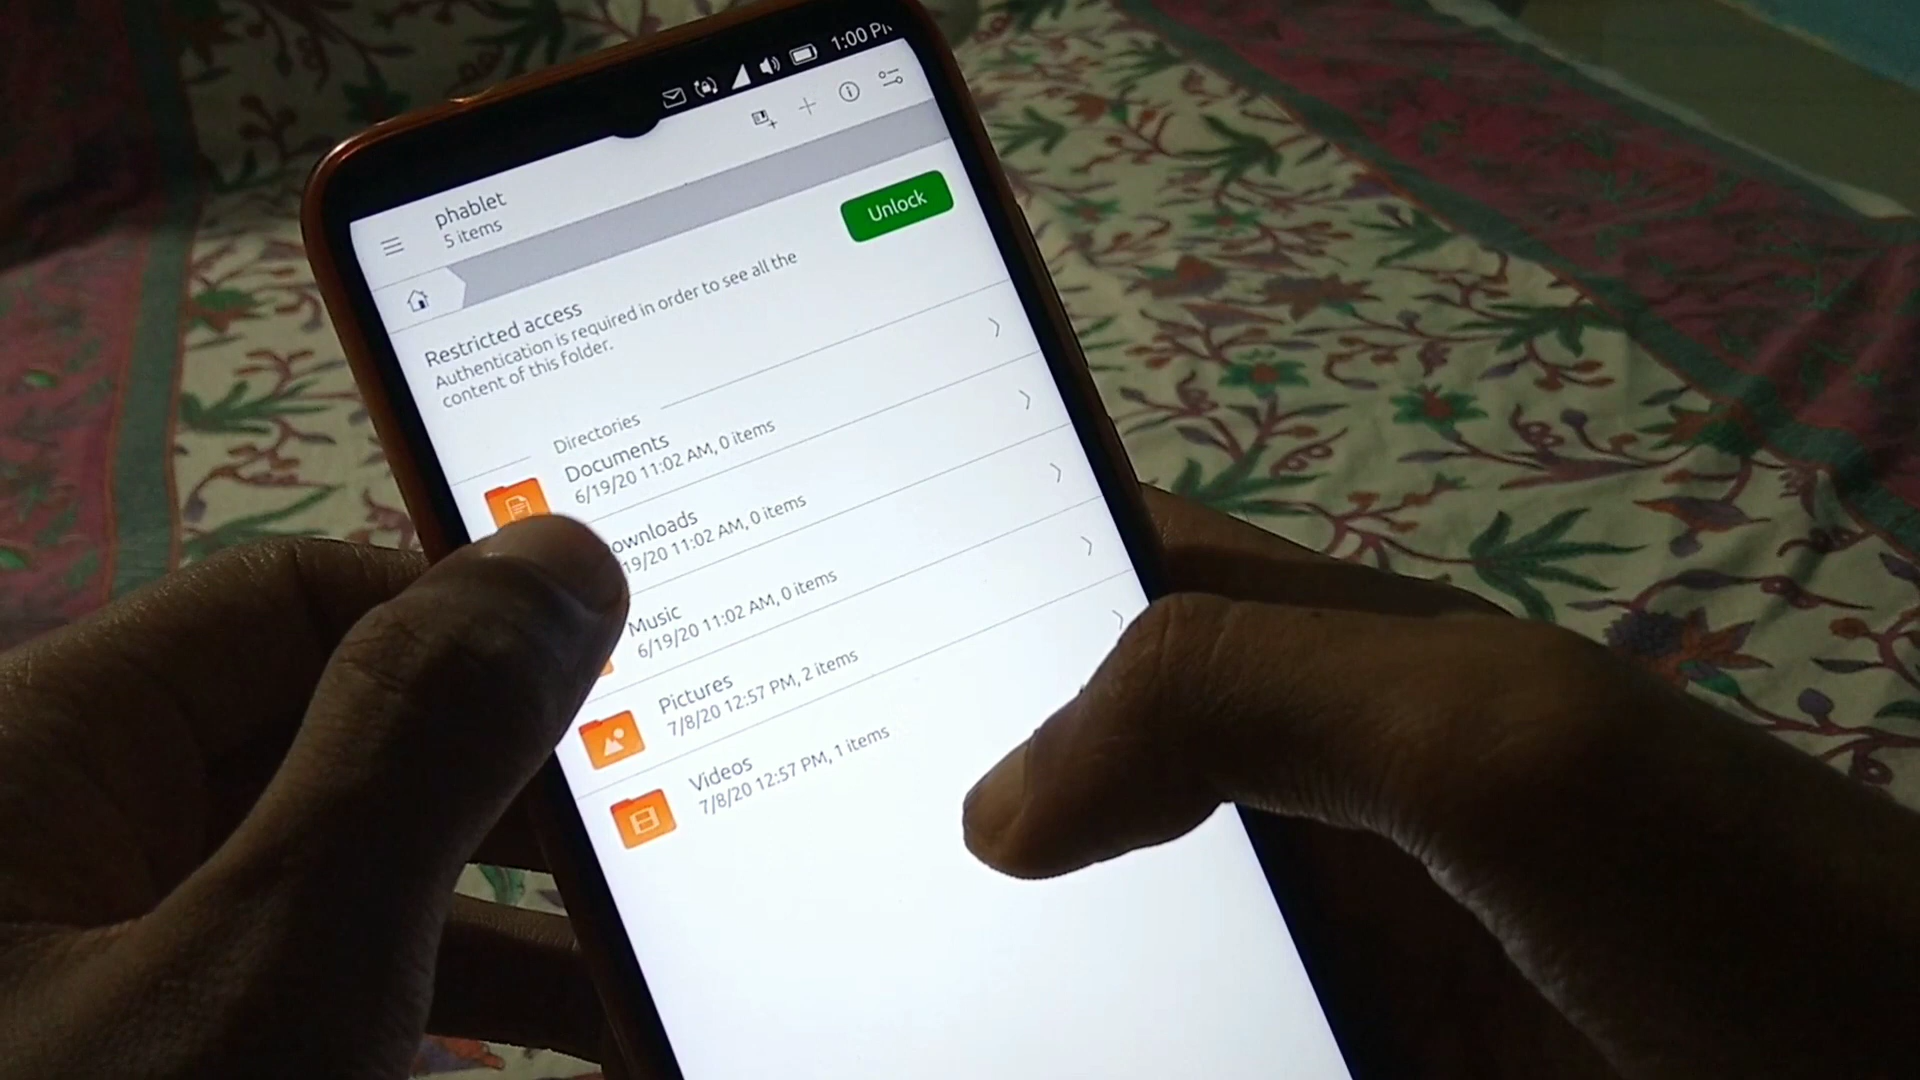 1:00 P
phablet
5 items
Unlock
Restricted access
Authentication is required in order to see all the
content of this folder.
Directories
Documents
6/19/20 11:02 AM, 0 items
ownloads
19/20 11:02 AM, 0 items
Music
6/19/20 11:02 AM, 0 items
Pictures
7/8/20 12:57 PM, 2 items
Videos
7/8/20 12:57 PM, 1 items